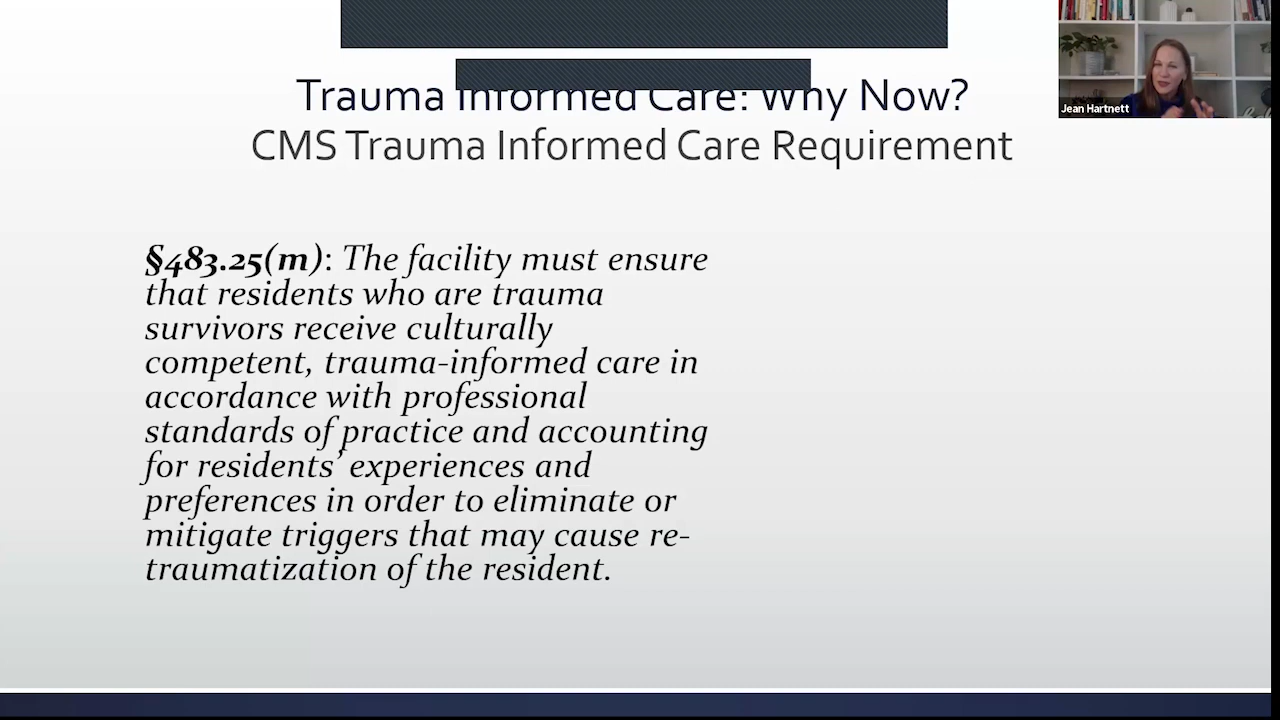 Trauma Informed Care: Why Now?
CMS Trauma Informed Care Requirement
Jean Hartnett
§483.25(m): The facility must ensure
that residents who are trauma
survivors receive culturally
competent, trauma-informed care in
accordance with professional
standards of practice and accounting
for residents’ experiences and
preferences in order to eliminate or
mitigate triggers that may cause re-
traumatization of the resident.